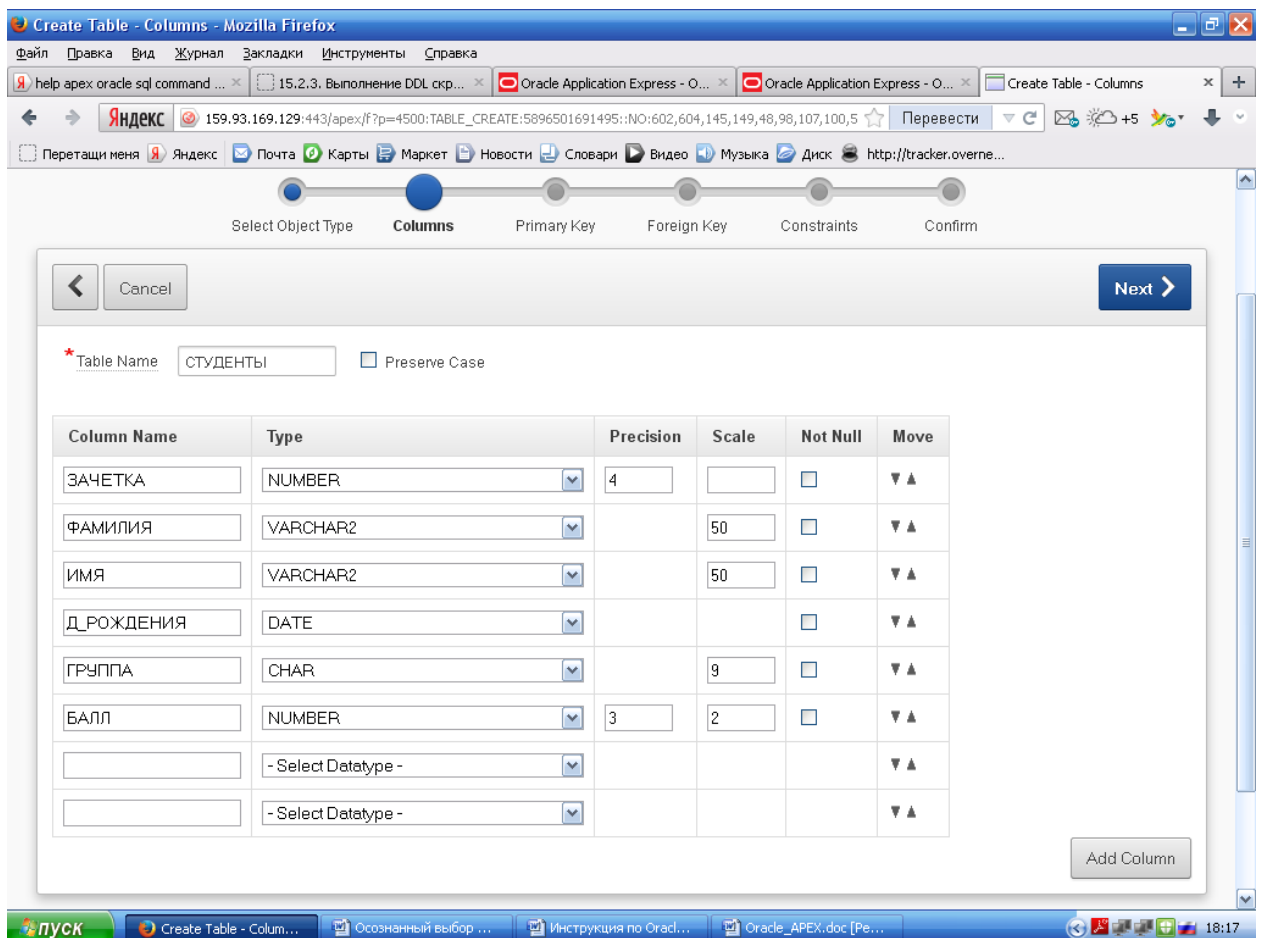 Create Table - Columns - Mozilla Firefox
Файл Правка Вид Журнал Закладки Инструменты Справка
Я help apex oracle sql command ... × 15.2.3. Выполнение DDL скр... × Oracle Application Express - O... × Oracle Application Express - O... × Create Table - Columns × +
Яндекс 159.93.169.129:443/apex/f?p=4500:TABLE_CREATE:5896501691495::NO:602,604,145,149,48,98,107,100,5 Перевести +5
Перетащи меня Я Яндекс Почта Карты Маркет Новости Словари Видео Музыка Диск http://tracker.overne...
Select Object Type Columns Primary Key Foreign Key Constraints Confirm
Cancel Next
* Table Name СТУДЕНТЫ Preserve Case
Column Name Type Precision Scale Not Null Move
ЗАЧЕТКА NUMBER 4
ФАМИЛИЯ VARCHAR2 50
ИМЯ VARCHAR2 50
Д_РОЖДЕНИЯ DATE
ГРУППА CHAR 9
БАЛЛ NUMBER 3 2
- Select Datatype -
- Select Datatype -
Add Column
пуск Create Table - Colum... Осознанный выбор ... Инструкция по Oracl... Oracle_APEX.doc [Ре... 18:17